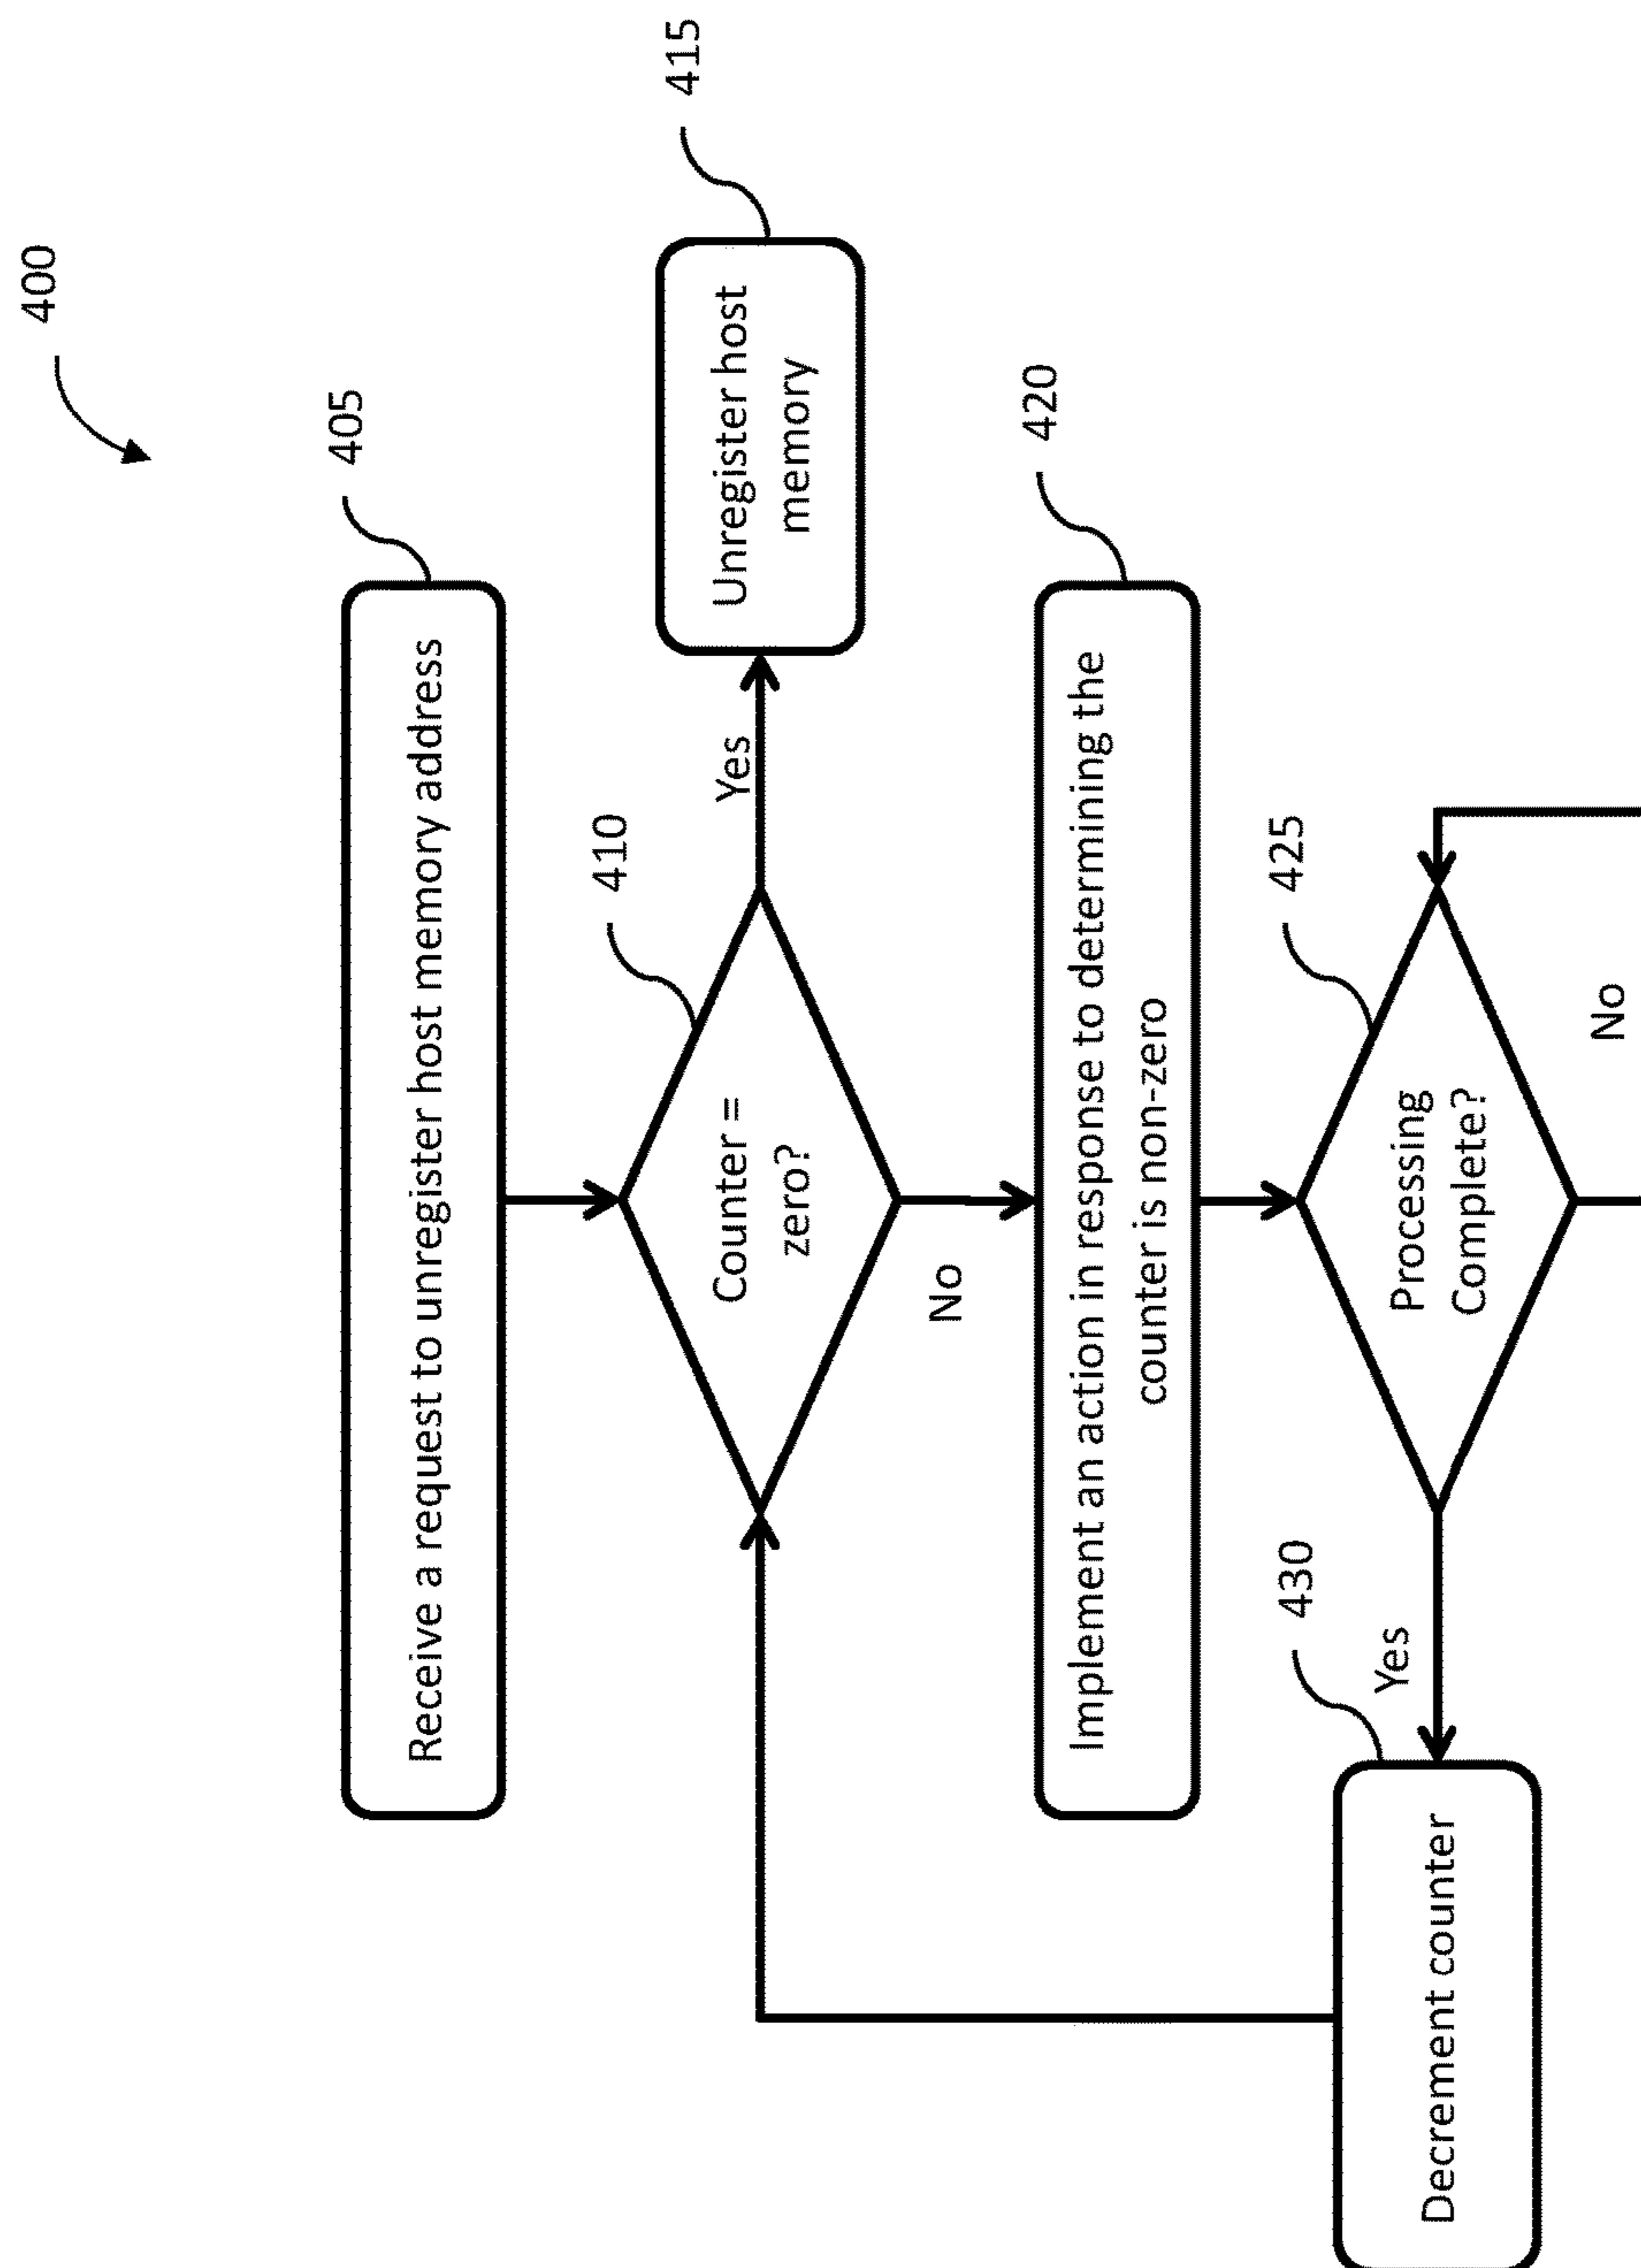 400
405
Receive a request to unregister host memory address
410
Counter =
zero?
Yes
415
Unregister host
memory
No
420
Implement an action in response to determining the
counter is non-zero
425
Processing
Complete?
Yes
430
Decrement counter
No